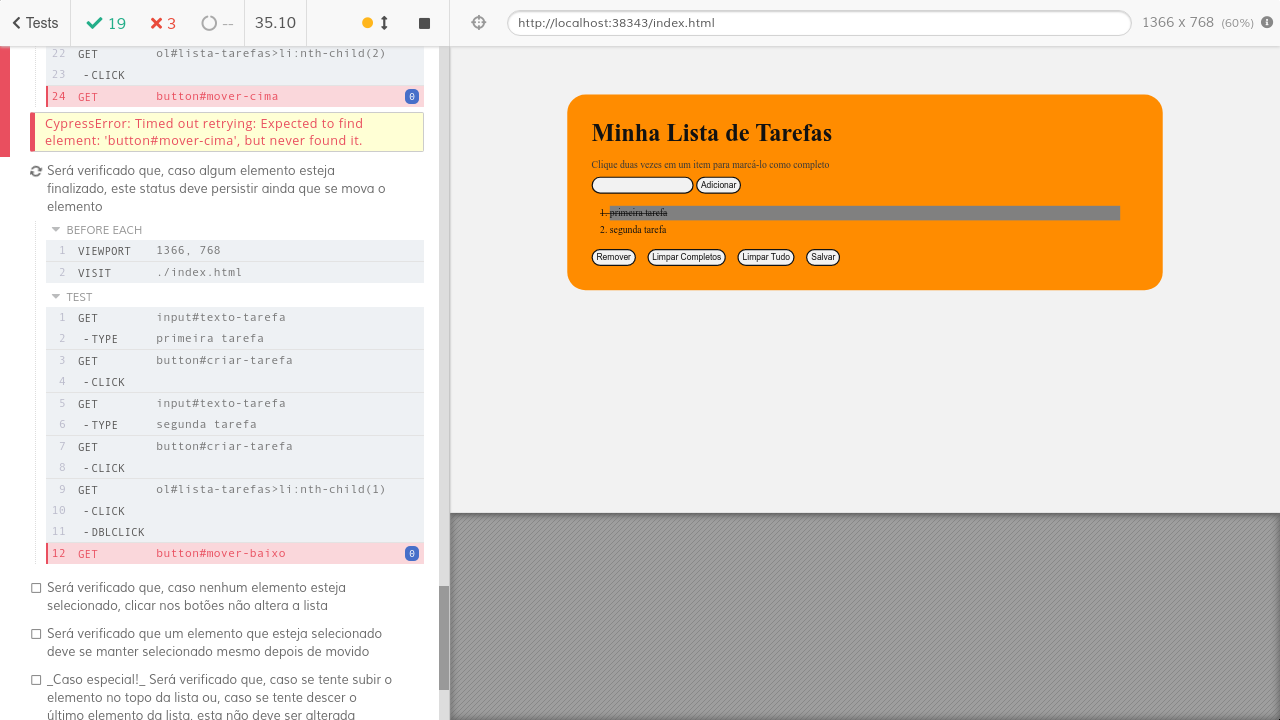 Tests 19 3 -- 35.10
22 GET ol#lista-tarefas>li:nth-child(2)
23 -CLICK
24 GET button#mover-cima 0
CypressError: Timed out retrying: Expected to find
element: 'button#mover-cima', but never found it.
Será verificado que, caso algum elemento esteja
finalizado, este status deve persistir ainda que se mova o
elemento
BEFORE EACH
1 VIEWPORT 1366, 768
2 VISIT ./index.html
TEST
1 GET input#texto-tarefa
2 -TYPE primeira tarefa
3 GET button#criar-tarefa
4 -CLICK
5 GET input#texto-tarefa
6 -TYPE segunda tarefa
7 GET button#criar-tarefa
8 -CLICK
9 GET ol#lista-tarefas>li:nth-child(1)
10 -CLICK
11 -DBLCLICK
12 GET button#mover-baixo 0
Será verificado que, caso nenhum elemento esteja
selecionado, clicar nos botões não altera a lista
Será verificado que um elemento que esteja selecionado
deve se manter selecionado mesmo depois de movido
_Caso especial!_ Será verificado que, caso se tente subir o
elemento no topo da lista ou, caso se tente descer o
último elemento da lista, esta não deve ser alterada
http://localhost:38343/index.html 1366 x 768 (60%)
Minha Lista de Tarefas
Clique duas vezes em um item para marcá-lo como completo
Adicionar
1. primeira tarefa
2. segunda tarefa
Remover Limpar Completos Limpar Tudo Salvar